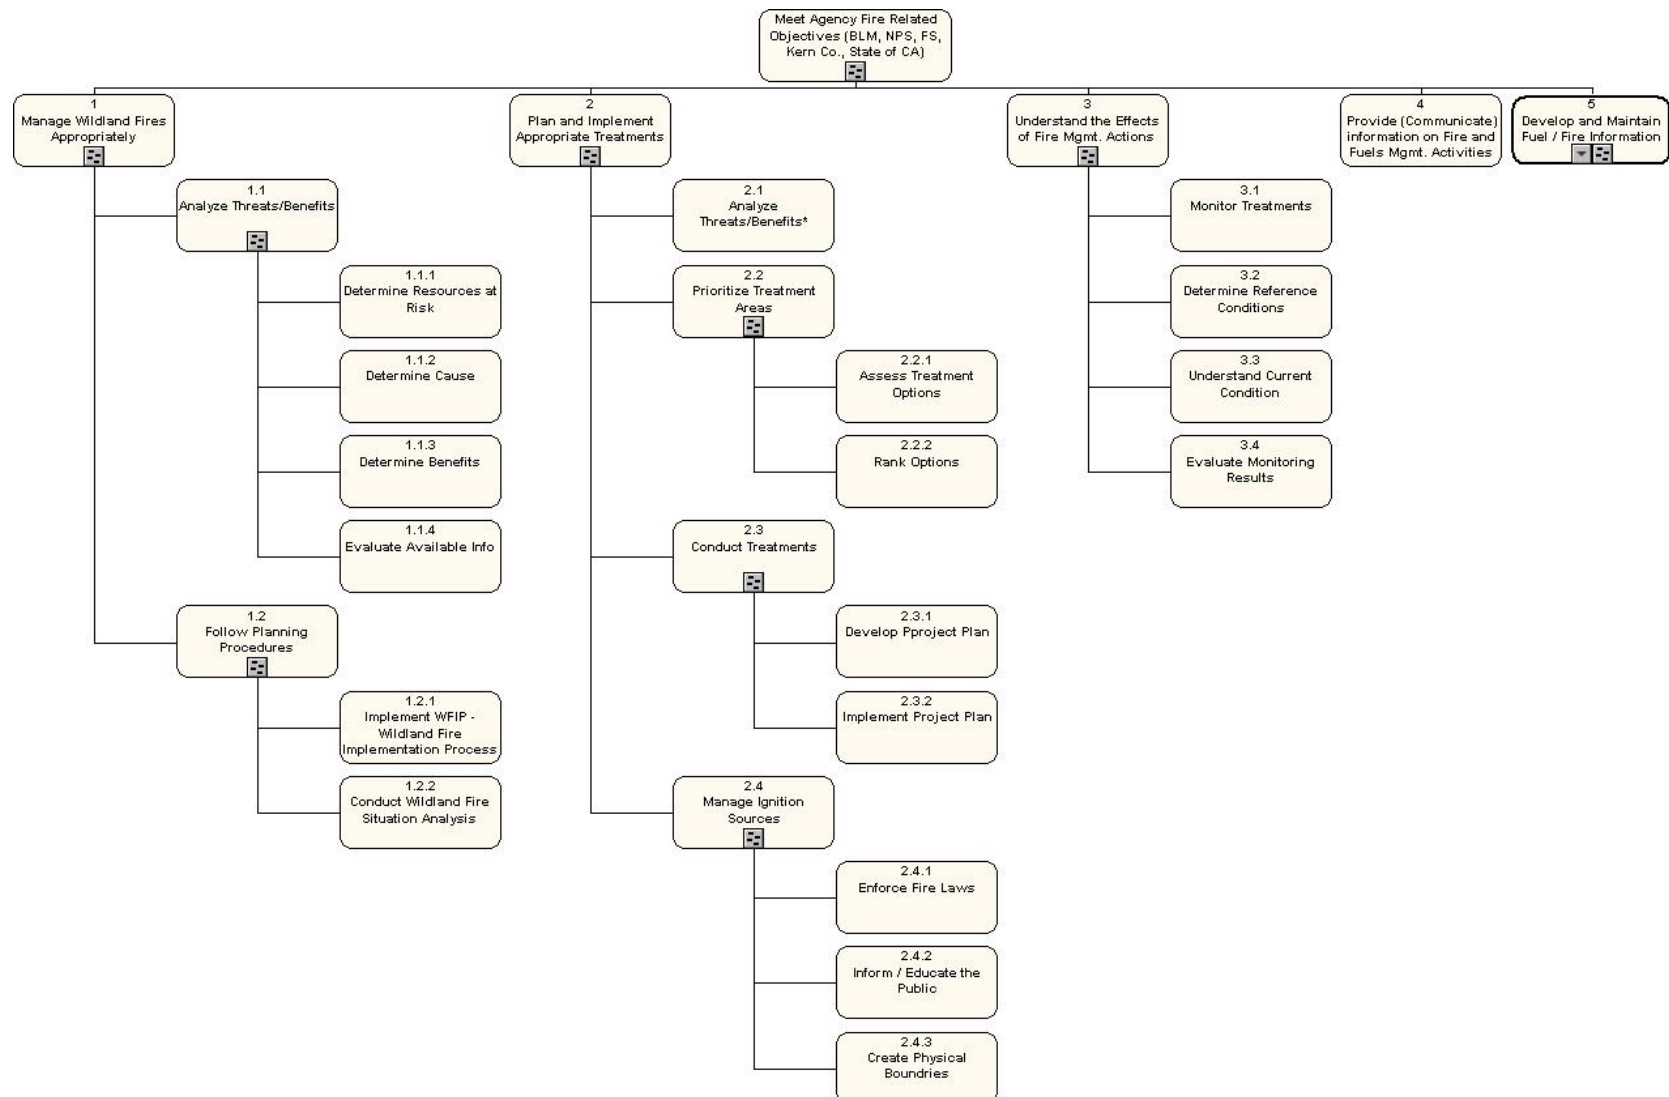 Meet Agency Fire Related
Objectives (BLM, NPS, FS,
Kern Co., State of CA)
1
Manage Wildland Fires
Appropriately
2
Plan and Implement
Appropriate Treatments
3
Understand the Effects
of Fire Mgmt. Actions
4
Provide (Communicate)
information on Fire and
Fuels Mgmt. Activities
5
Develop and Maintain
Fuel / Fire Information
1.1
Analyze Threats/Benefits
1.1.1
Determine Resources at
Risk
1.1.2
Determine Cause
1.1.3
Determine Benefits
1.1.4
Evaluate Available Info
1.2
Follow Planning
Procedures
1.2.1
Implement WFIP -
Wildland Fire
Implementation Process
1.2.2
Conduct Wildland Fire
Situation Analysis
2.1
Analyze
Threats/Benefits*
2.2
Prioritize Treatment
Areas
2.2.1
Assess Treatment
Options
2.2.2
Rank Options
2.3
Conduct Treatments
2.3.1
Develop Pproject Plan
2.3.2
Implement Project Plan
2.4
Manage Ignition
Sources
2.4.1
Enforce Fire Laws
2.4.2
Inform / Educate the
Public
2.4.3
Create Physical
Boundries
3.1
Monitor Treatments
3.2
Determine Reference
Conditions
3.3
Understand Current
Condition
3.4
Evaluate Monitoring
Results